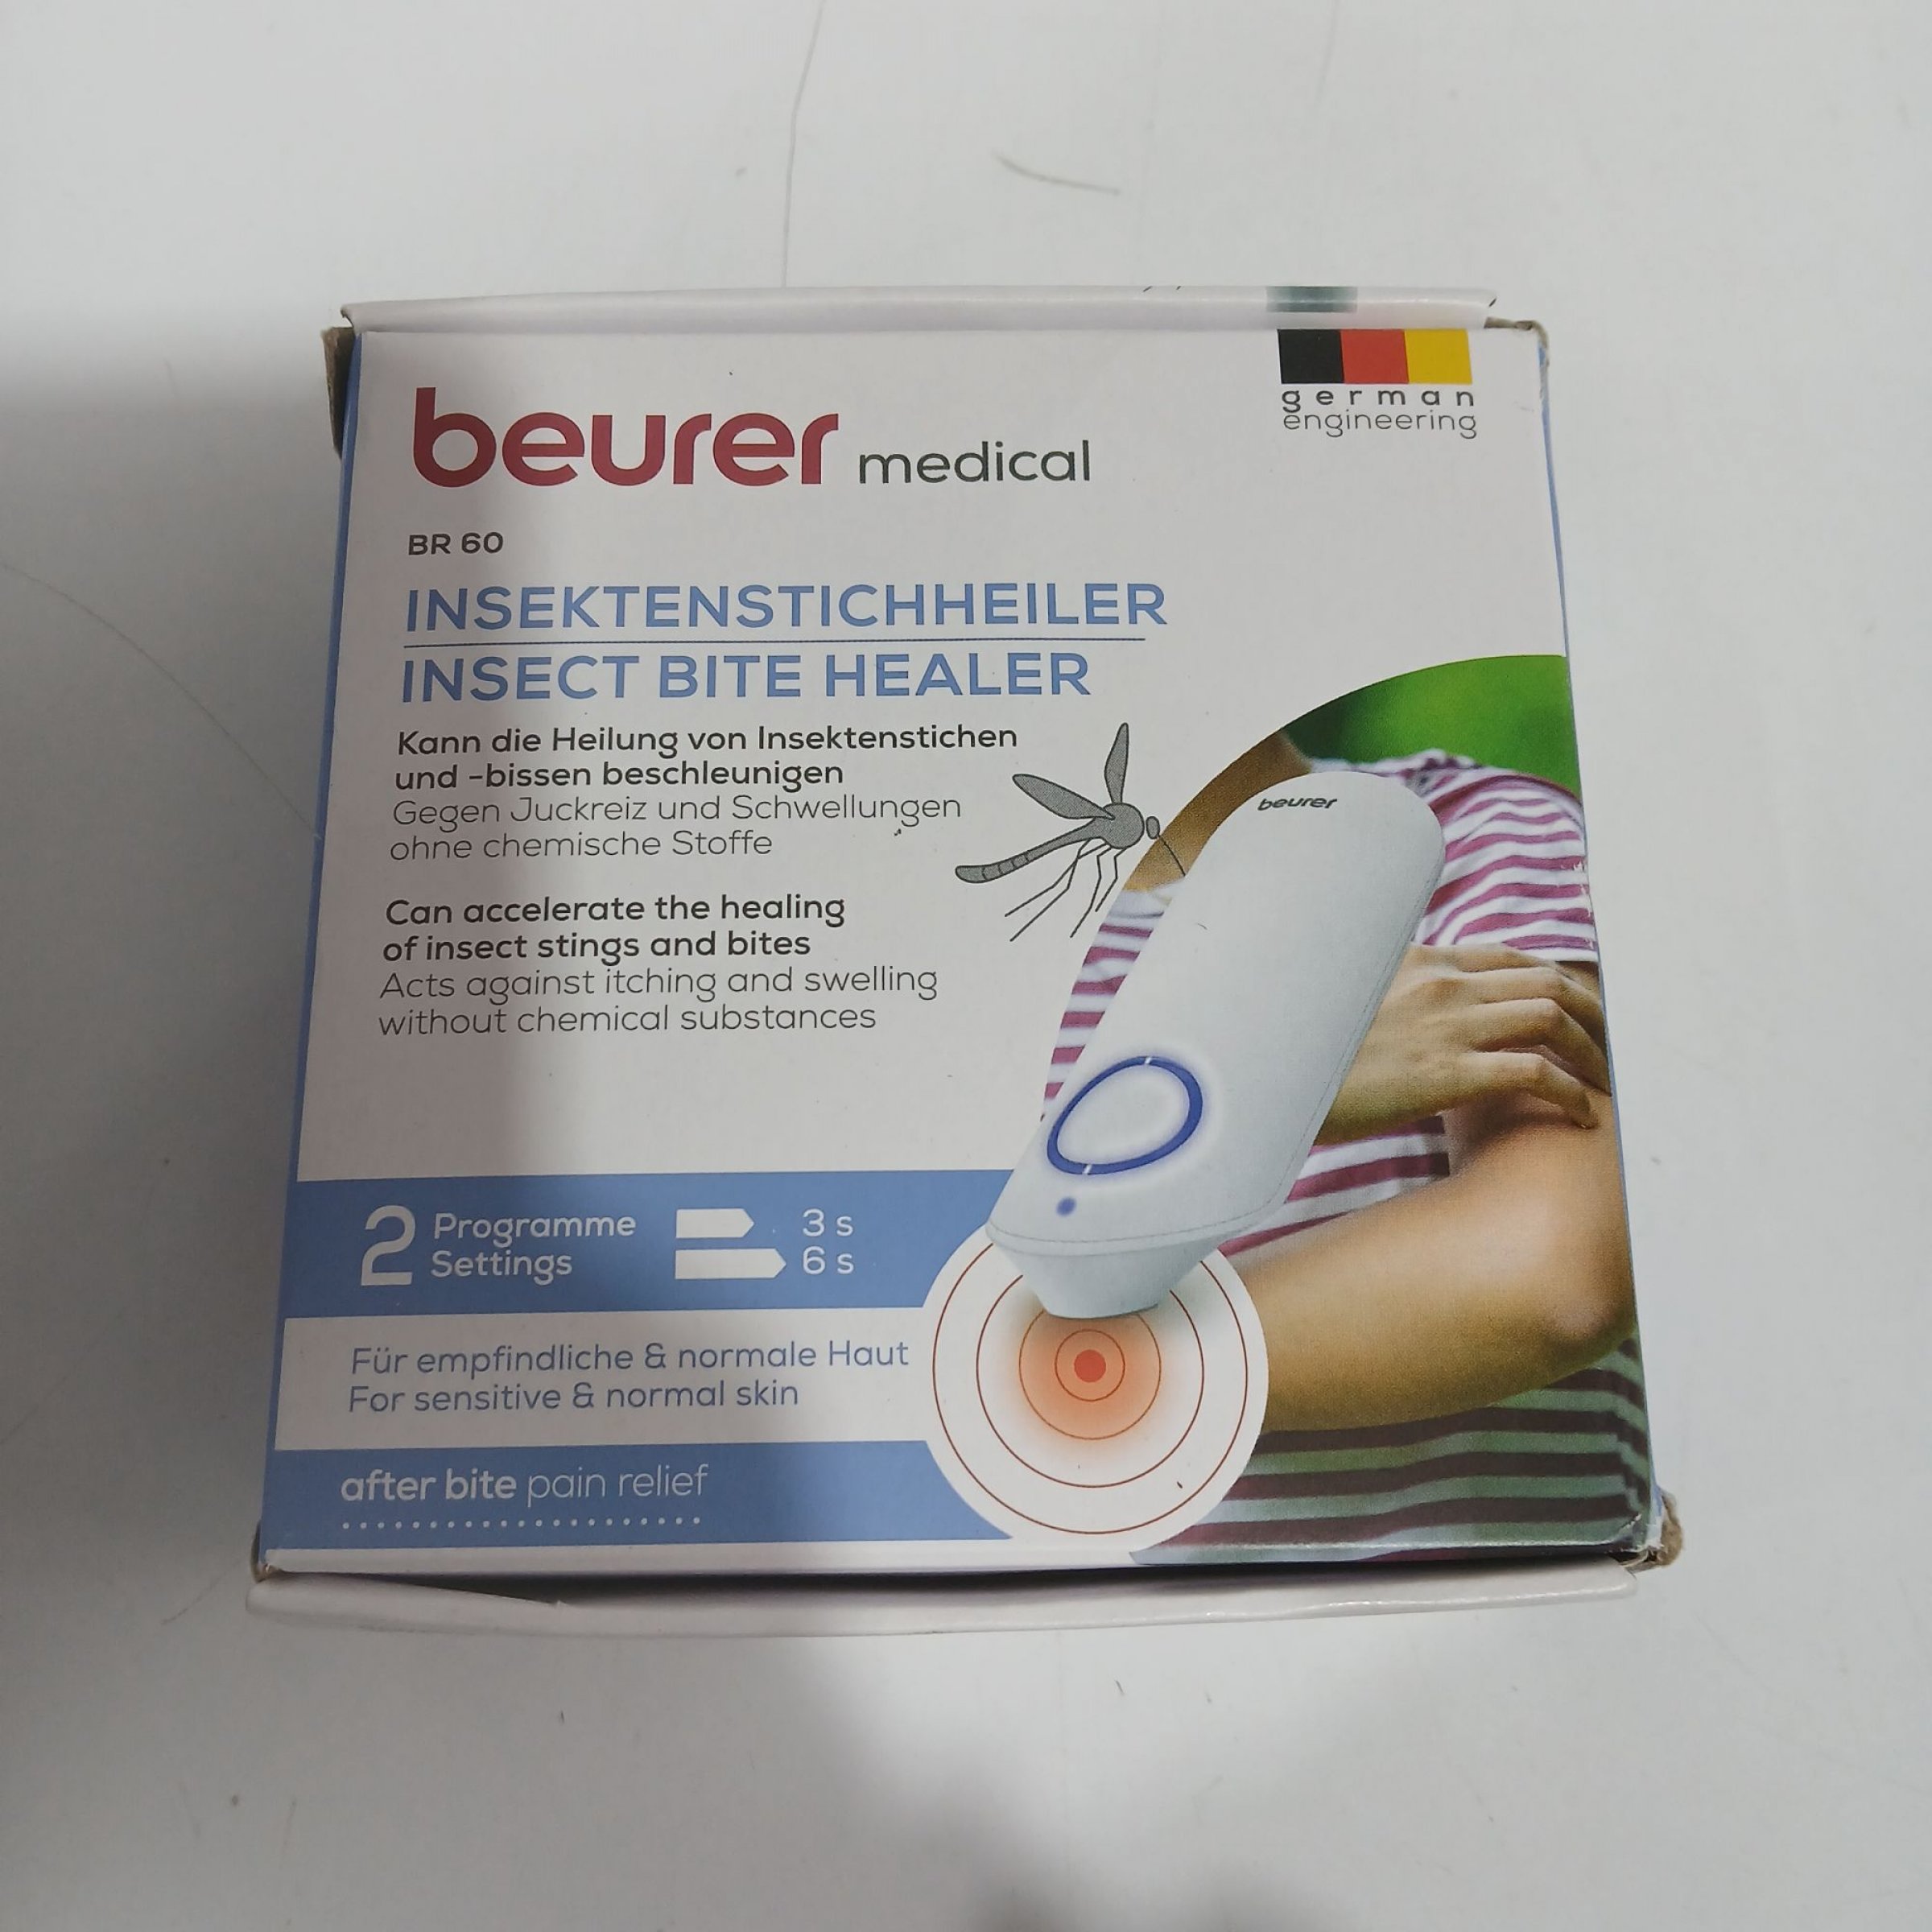 beurer medical
german
engineering
BR 60
INSEKTENSTICHHEILER
INSECT BITE HEALER
Kann die Heilung von Insektenstichen
und -bissen beschleunigen
Gegen Juckreiz und Schwellungen
ohne chemische Stoffe
Can accelerate the healing
of insect stings and bites
Acts against itching and swelling
without chemical substances
beurer
2 Programme 3 s
Settings 6 s
Für empfindliche & normale Haut
For sensitive & normal skin
after bite pain relief